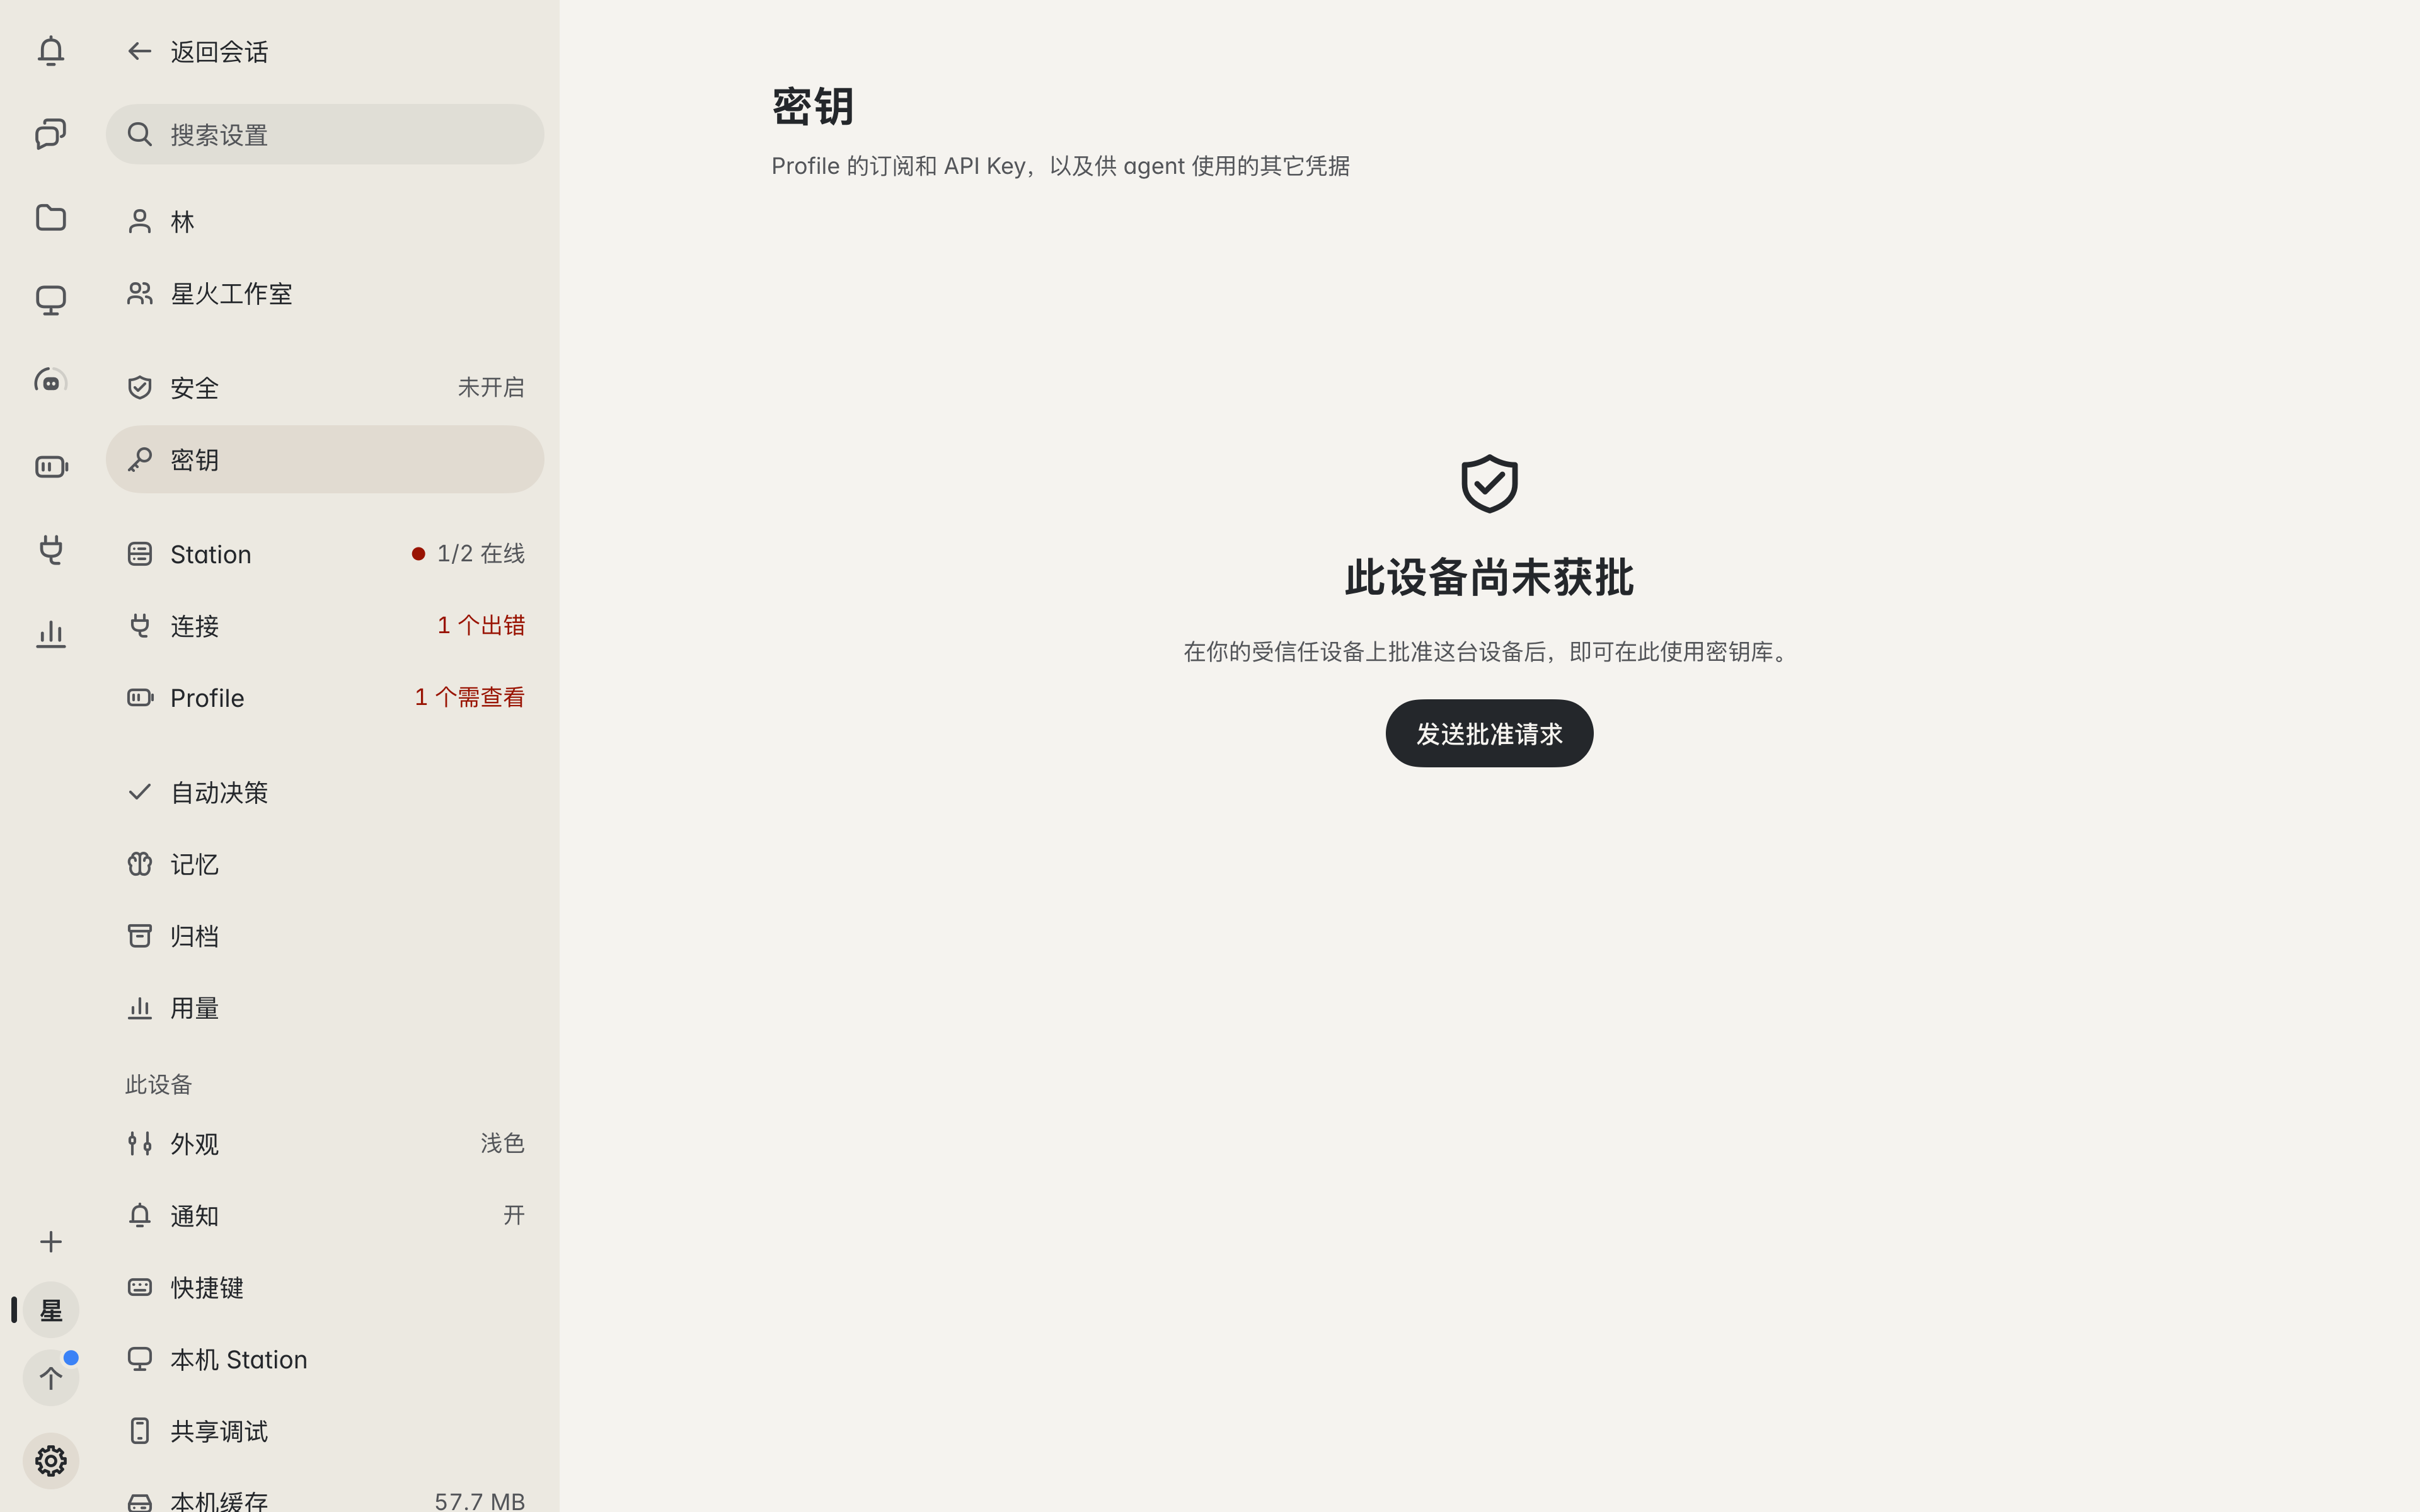 返回会话
搜索设置
林
星火工作室
安全 未开启
密钥
Station 1/2 在线
连接 1 个出错
Profile 1 个需查看
自动决策
记忆
归档
用量
此设备
外观 浅色
通知 开
快捷键
本机 Station
共享调试
本机缓存 57.7 MB
星
个
密钥
Profile 的订阅和 API Key，以及供 agent 使用的其它凭据
此设备尚未获批
在你的受信任设备上批准这台设备后，即可在此使用密钥库。
发送批准请求